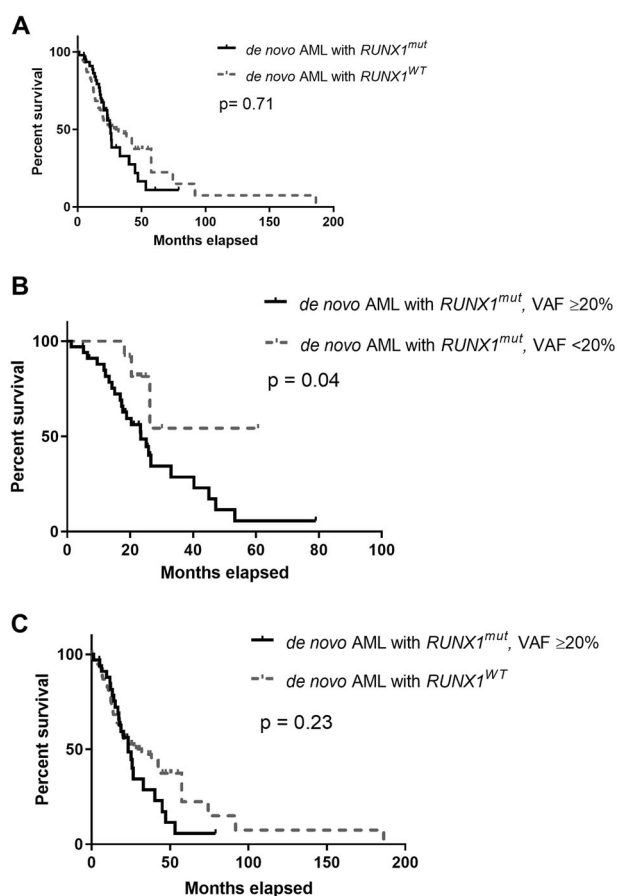 A
de novo AML with RUNX1mut
de novo AML with RUNX1WT
p= 0.71
Percent survival
100
50
0
0 50 100 150 200
Months elapsed
B
de novo AML with RUNX1mut, VAF ≥20%
de novo AML with RUNX1mut, VAF <20%
p = 0.04
Percent survival
100
50
0
0 20 40 60 80 100
Months elapsed
C
de novo AML with RUNX1mut, VAF ≥20%
de novo AML with RUNX1WT
p = 0.23
Percent survival
100
50
0
0 50 100 150 200
Months elapsed